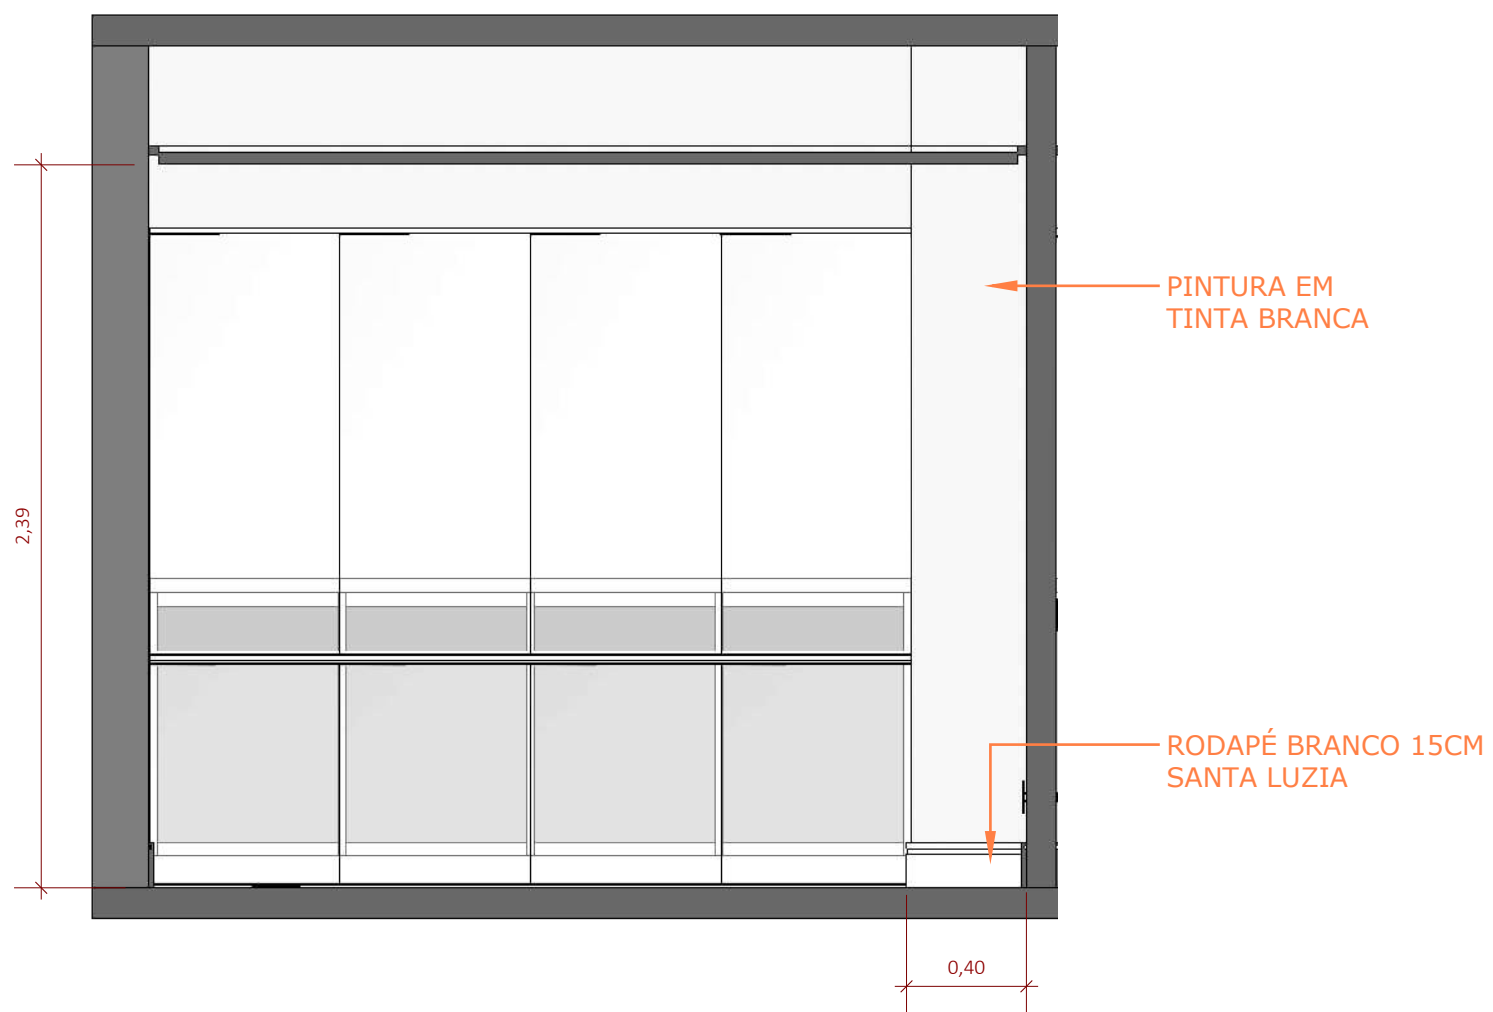 PINTURA EM
TINTA BRANCA
2,39
RODAPÉ BRANCO 15CM
SANTA LUZIA
0,40